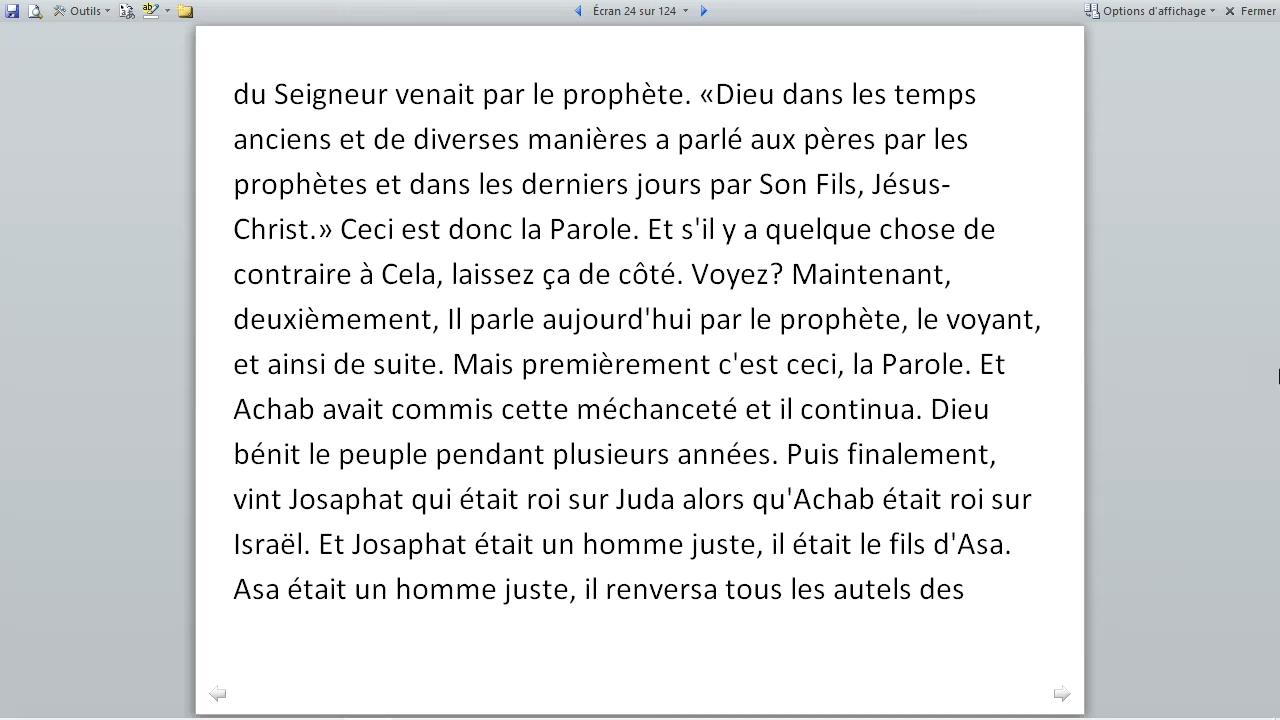 Outils
Écran 24 sur 124
Options d'affichage
Fermer
du Seigneur venait par le prophète. «Dieu dans les temps
anciens et de diverses manières a parlé aux pères par les
prophètes et dans les derniers jours par Son Fils, Jésus-
Christ.» Ceci est donc la Parole. Et s'il y a quelque chose de
contraire à Cela, laissez ça de côté. Voyez? Maintenant,
deuxièmement, Il parle aujourd'hui par le prophète, le voyant,
et ainsi de suite. Mais premièrement c'est ceci, la Parole. Et
Achab avait commis cette méchanceté et il continua. Dieu
bénit le peuple pendant plusieurs années. Puis finalement,
vint Josaphat qui était roi sur Juda alors qu'Achab était roi sur
Israël. Et Josaphat était un homme juste, il était le fils d'Asa.
Asa était un homme juste, il renversa tous les autels des